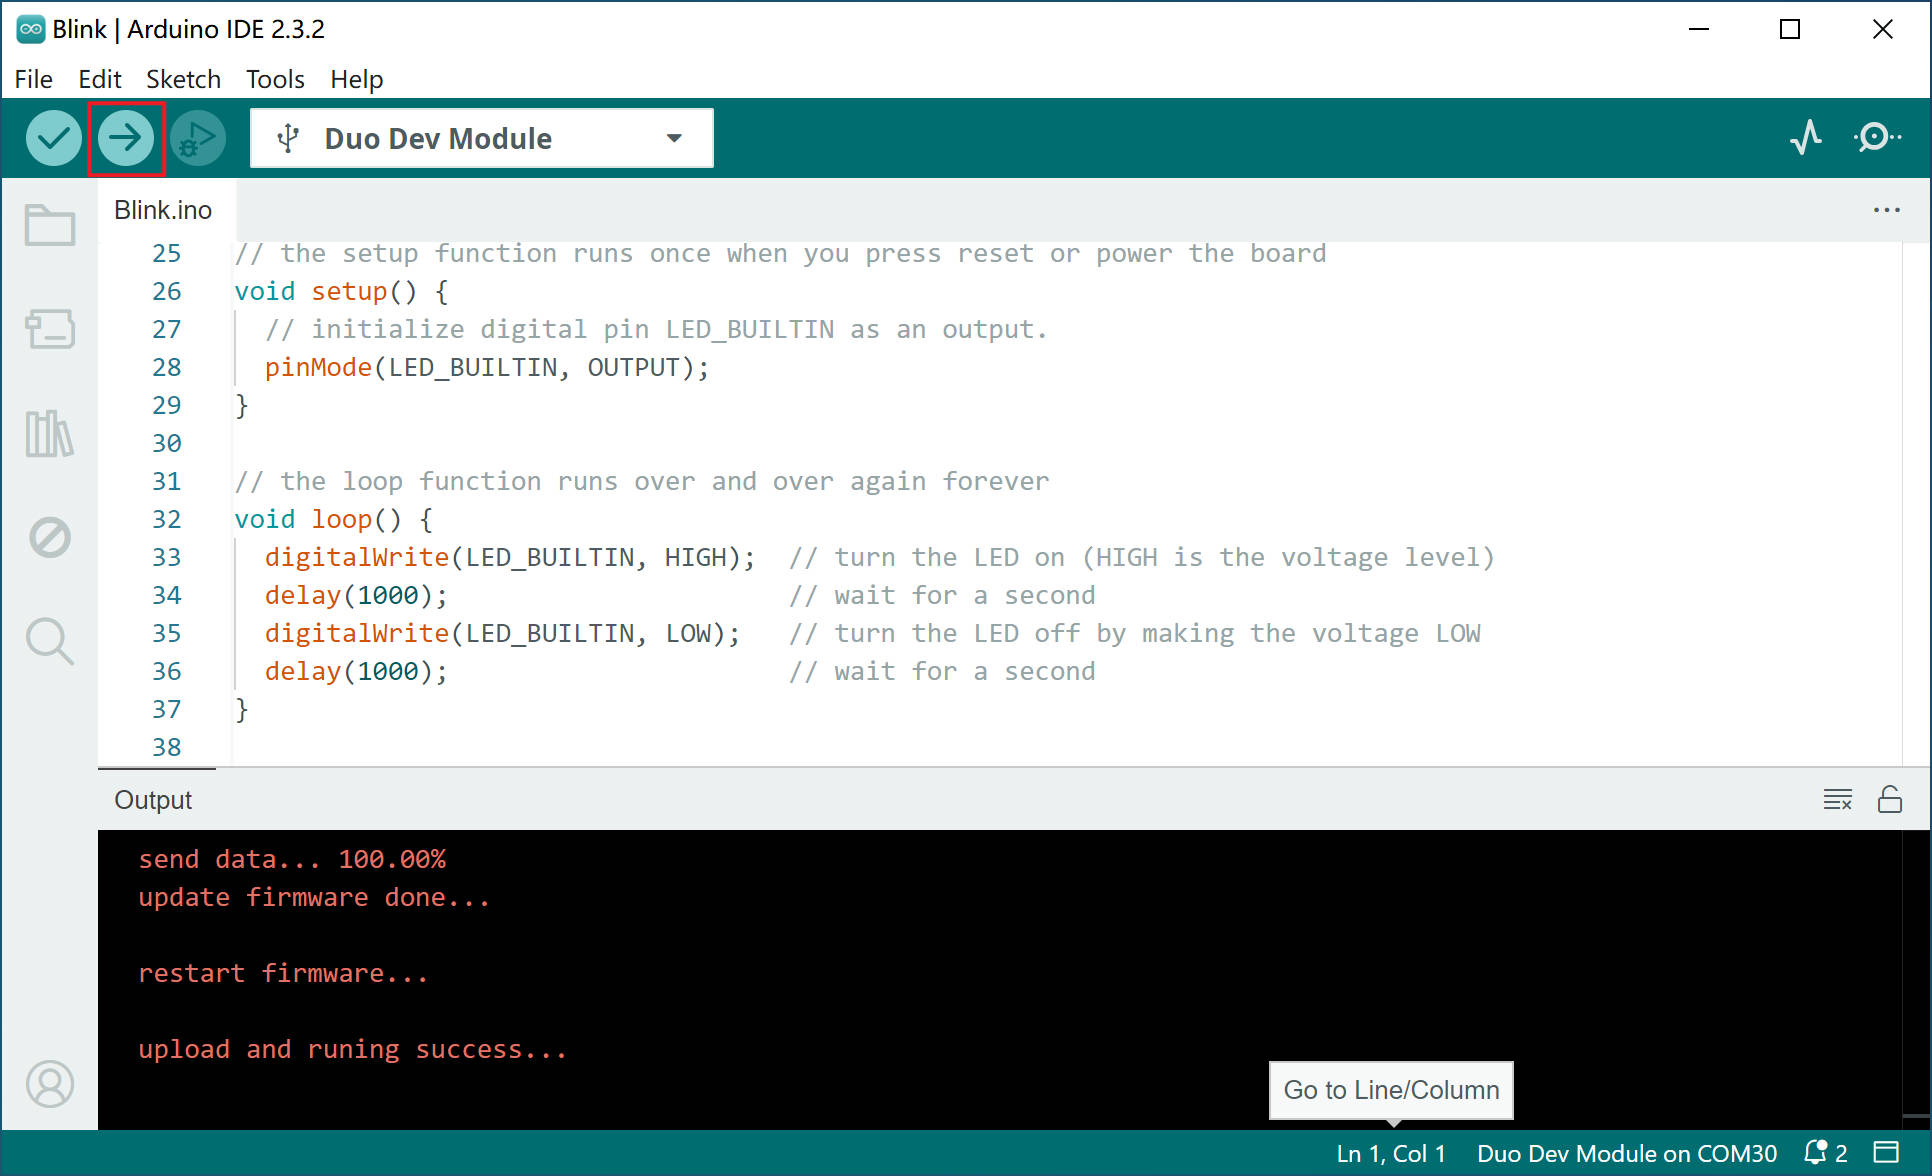 Blink | Arduino IDE 2.3.2
File Edit Sketch Tools Help
Duo Dev Module
Blink.ino
25 // the setup function runs once when you press reset or power the board
26 void setup() {
27 // initialize digital pin LED_BUILTIN as an output.
28 pinMode(LED_BUILTIN, OUTPUT);
29 }
30
31 // the loop function runs over and over again forever
32 void loop() {
33 digitalWrite(LED_BUILTIN, HIGH); // turn the LED on (HIGH is the voltage level)
34 delay(1000); // wait for a second
35 digitalWrite(LED_BUILTIN, LOW); // turn the LED off by making the voltage LOW
36 delay(1000); // wait for a second
37 }
38
Output
send data... 100.00%
update firmware done...
restart firmware...
upload and runing success...
Go to Line/Column
Ln 1, Col 1 Duo Dev Module on COM30 2